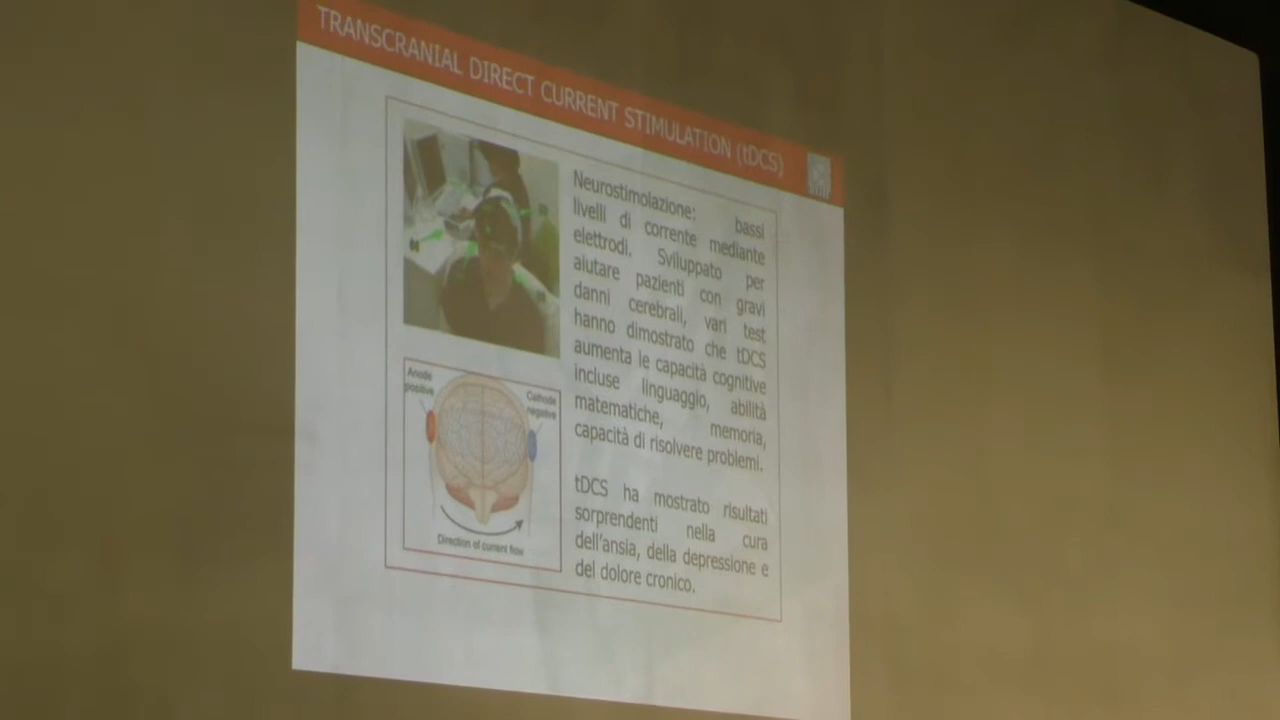 TRANSCRANIAL DIRECT CURRENT STIMULATION (tDCS)
Neurostimolazione: bassi
livelli di corrente mediante
elettrodi. Sviluppato per
aiutare pazienti con gravi
danni cerebrali, vari test
hanno dimostrato che tDCS
aumenta le capacità cognitive
incluse linguaggio, abilità
matematiche, memoria,
capacità di risolvere problemi.
tDCS ha mostrato risultati
sorprendenti nella cura
dell'ansia, della depressione e
del dolore cronico.
Anode
positive
Cathode
negative
Direction of current flow